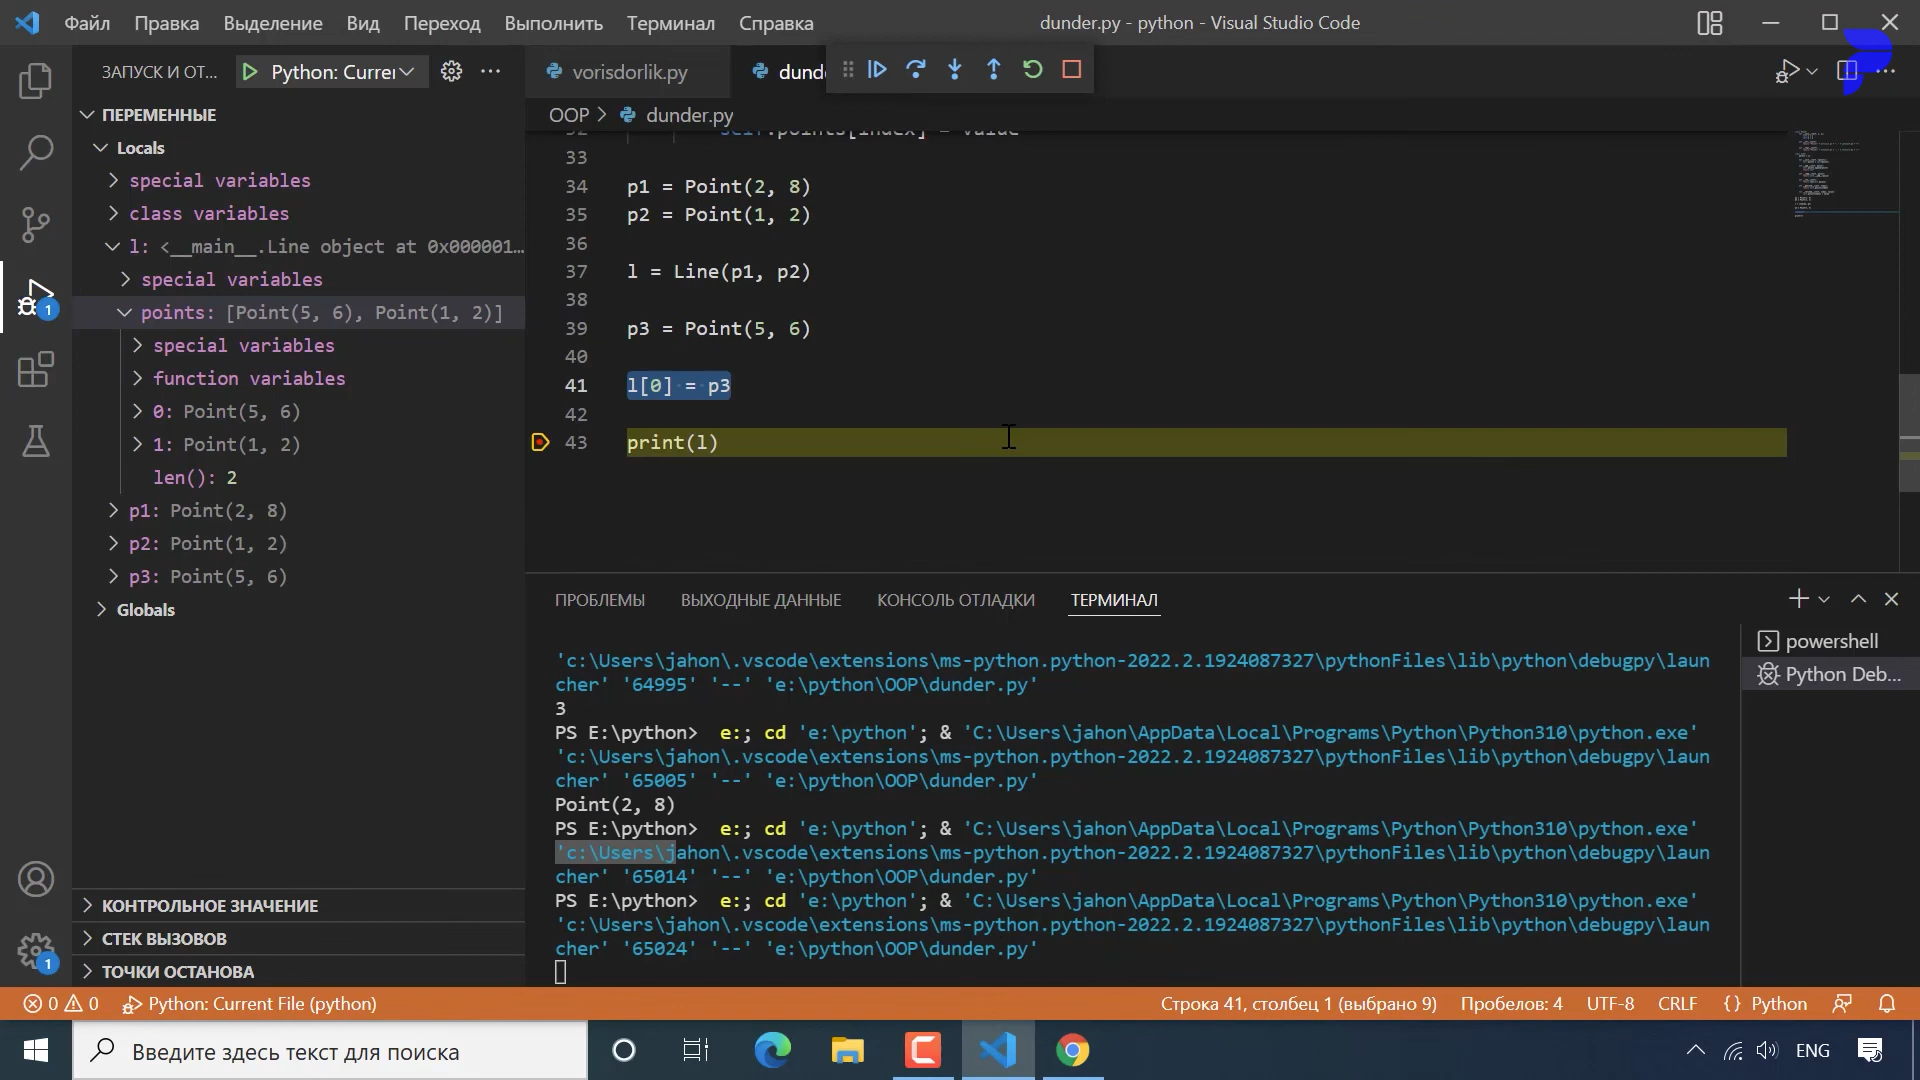 Файл Правка Выделение Вид Переход Выполнить Терминал Справка dunder.py - python - Visual Studio Code
ЗАПУСК И ОТ... Python: Currer
vorisdorlik.py dund
OOP > dunder.py
ПЕРЕМЕННЫЕ
Locals
special variables
class variables
l: <__main__.Line object at 0x000001...
special variables
points: [Point(5, 6), Point(1, 2)]
special variables
function variables
0: Point(5, 6)
1: Point(1, 2)
len(): 2
p1: Point(2, 8)
p2: Point(1, 2)
p3: Point(5, 6)
Globals
КОНТРОЛЬНОЕ ЗНАЧЕНИЕ
СТЕК ВЫЗОВОВ
ТОЧКИ ОСТАНОВА
32 self.points[index] = value
33
34 p1 = Point(2, 8)
35 p2 = Point(1, 2)
36
37 l = Line(p1, p2)
38
39 p3 = Point(5, 6)
40
41 l[0] = p3
42
43 print(l)
ПРОБЛЕМЫ ВЫХОДНЫЕ ДАННЫЕ КОНСОЛЬ ОТЛАДКИ ТЕРМИНАЛ
'c:\Users\jahon\.vscode\extensions\ms-python.python-2022.2.1924087327\pythonFiles\lib\python\debugpy\laun
cher' '64995' '--' 'e:\python\OOP\dunder.py'
3
PS E:\python> e:; cd 'e:\python'; & 'C:\Users\jahon\AppData\Local\Programs\Python\Python310\python.exe'
'c:\Users\jahon\.vscode\extensions\ms-python.python-2022.2.1924087327\pythonFiles\lib\python\debugpy\laun
cher' '65005' '--' 'e:\python\OOP\dunder.py'
Point(2, 8)
PS E:\python> e:; cd 'e:\python'; & 'C:\Users\jahon\AppData\Local\Programs\Python\Python310\python.exe'
'c:\Users\jahon\.vscode\extensions\ms-python.python-2022.2.1924087327\pythonFiles\lib\python\debugpy\laun
cher' '65014' '--' 'e:\python\OOP\dunder.py'
PS E:\python> e:; cd 'e:\python'; & 'C:\Users\jahon\AppData\Local\Programs\Python\Python310\python.exe'
'c:\Users\jahon\.vscode\extensions\ms-python.python-2022.2.1924087327\pythonFiles\lib\python\debugpy\laun
cher' '65024' '--' 'e:\python\OOP\dunder.py'
powershell
Python Deb...
0 0 Python: Current File (python) Строка 41, столбец 1 (выбрано 9) Пробелов: 4 UTF-8 CRLF {} Python
Введите здесь текст для поиска ENG